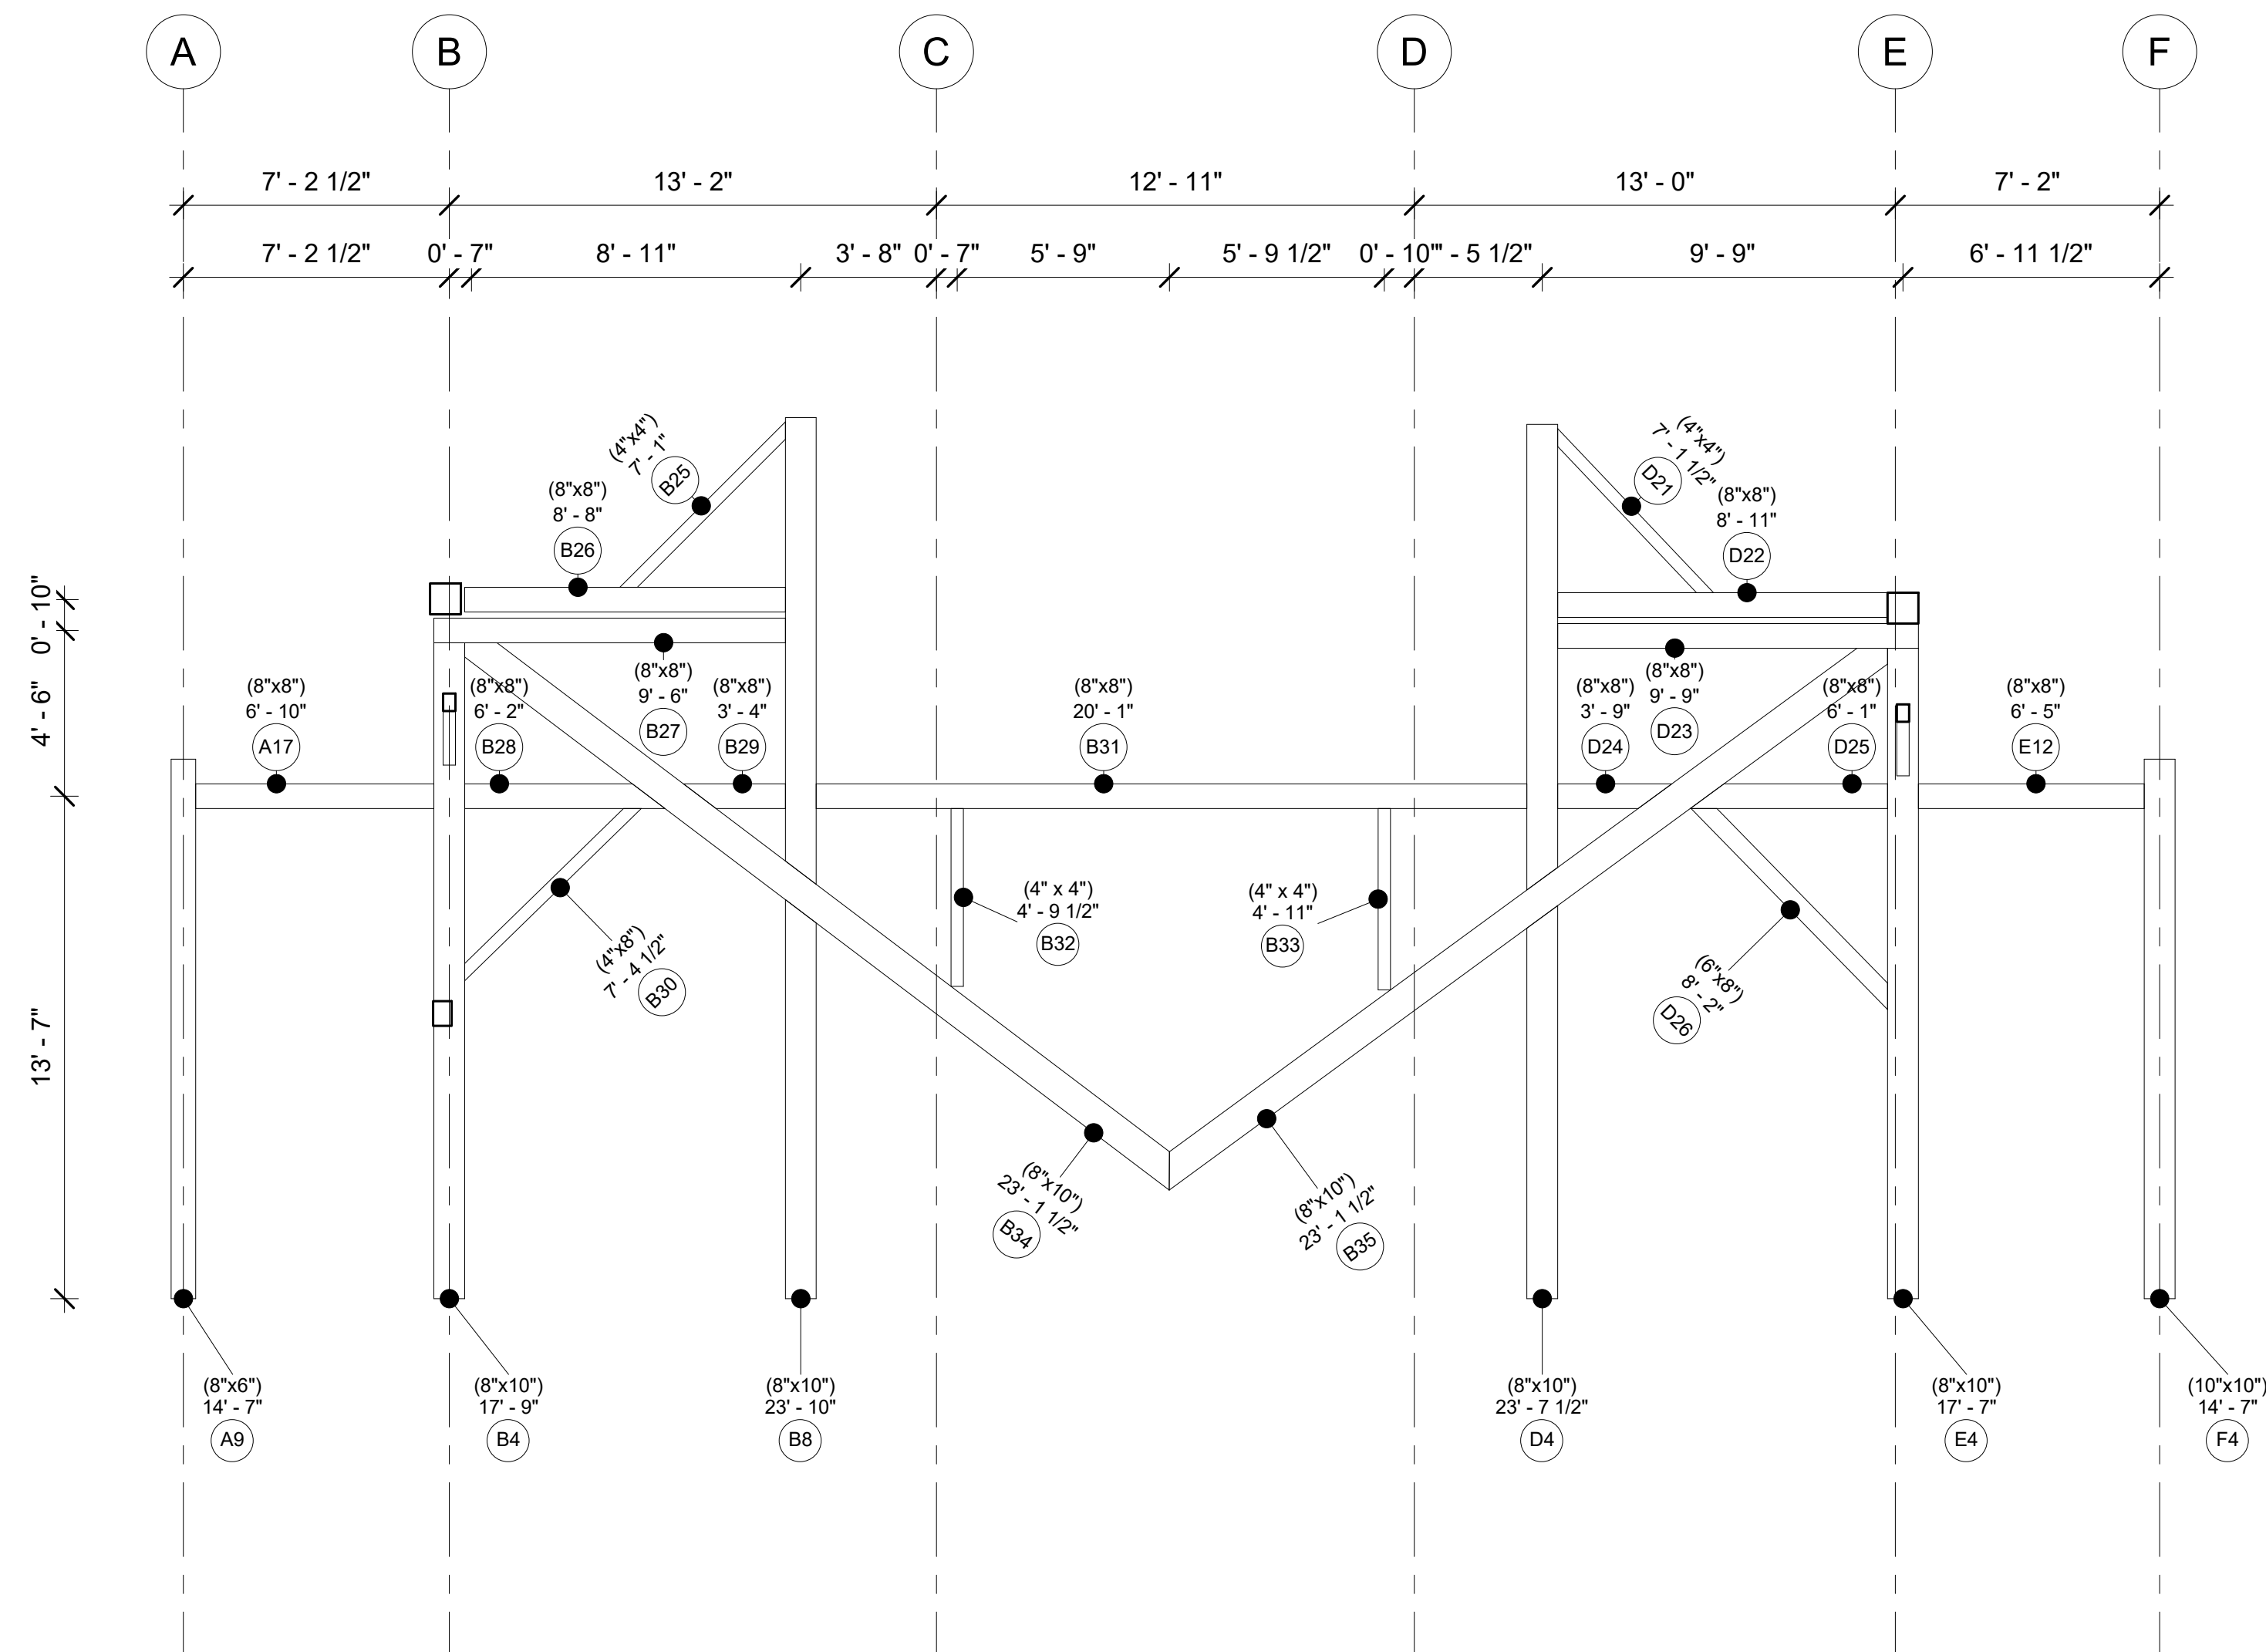 A
B
C
D
E
F
7' - 2 1/2"
13' - 2"
12' - 11"
13' - 0"
7' - 2"
7' - 2 1/2"
0' - 7"
8' - 11"
3' - 8"
0' - 7"
5' - 9"
5' - 9 1/2"
0' - 10"
' - 5 1/2"
9' - 9"
6' - 11 1/2"
(4"x4")
7' - 1"
B25
(4"x4")
7' - 1 1/2"
D21
(8"x8")
8' - 8"
B26
(8"x8")
8' - 11"
D22
0' - 10"
4' - 6"
13' - 7"
(8"x8")
6' - 10"
A17
(8"x8")
6' - 2"
B28
(8"x8")
9' - 6"
B27
(8"x8")
3' - 4"
B29
(8"x8")
20' - 1"
B31
(8"x8")
3' - 9"
D24
(8"x8")
9' - 9"
D23
(8"x8")
6' - 1"
D25
(8"x8")
6' - 5"
E12
(4"x8")
7' - 4 1/2"
B30
(4" x 4")
4' - 9 1/2"
B32
(4" x 4")
4' - 11"
B33
(6"x8")
8' - 2"
D26
(8"x10")
23' - 1 1/2"
B34
(8"x10")
23' - 1 1/2"
B35
(8"x6")
14' - 7"
A9
(8"x10")
17' - 9"
B4
(8"x10")
23' - 10"
B8
(8"x10")
23' - 7 1/2"
D4
(8"x10")
17' - 7"
E4
(10"x10")
14' - 7"
F4